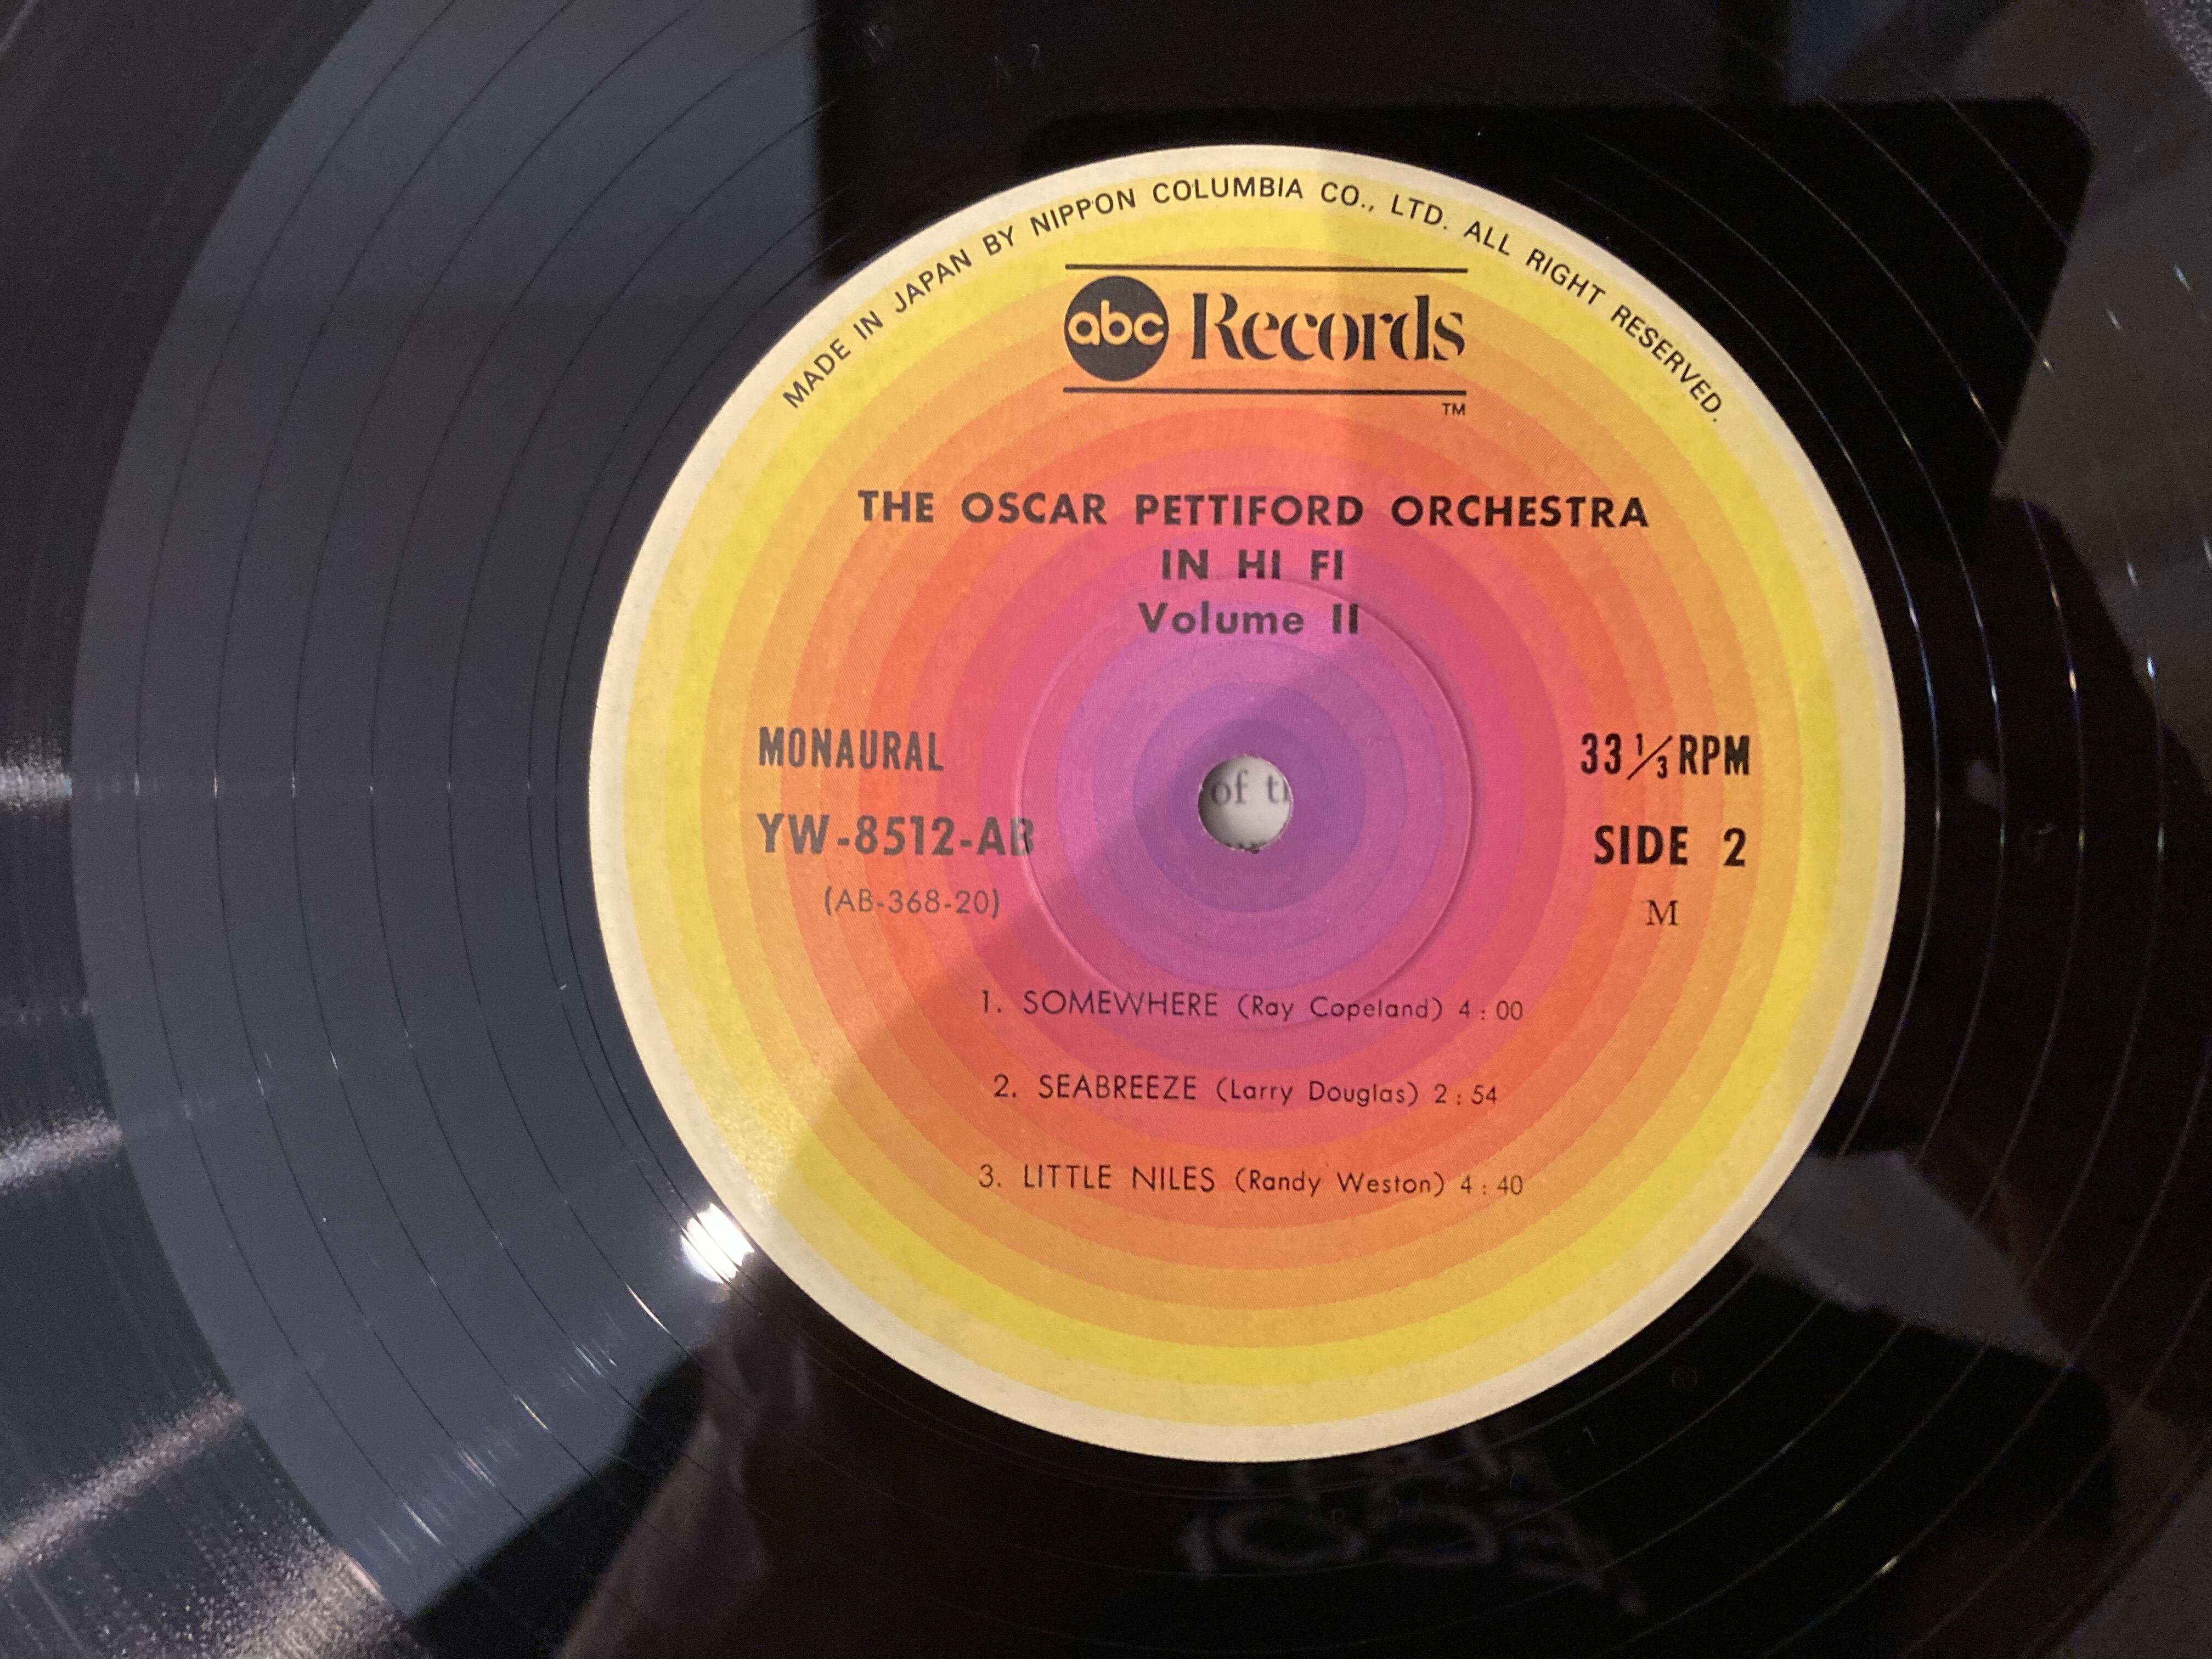 MADE IN JAPAN BY NIPPON COLUMBIA CO., LTD. ALL RIGHT RESERVED.
abc Records
TM
THE OSCAR PETTIFORD ORCHESTRA
IN HI FI
Volume II
MONAURAL
33 1/3 RPM
of
YW-8512-AB
SIDE 2
(AB-368-20)
M
1. SOMEWHERE (Ray Copeland) 4 : 00
2. SEABREEZE (Larry Douglas) 2 : 54
3. LITTLE NILES (Randy Weston) 4 : 40